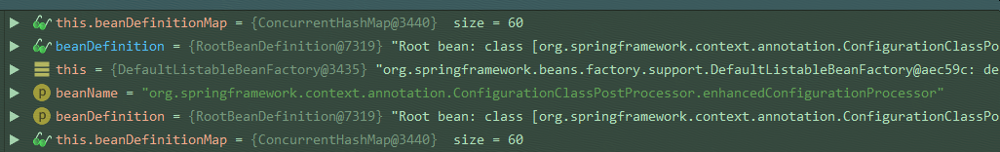 this.beanDefinitionMap = {ConcurrentHashMap@3440}  size = 60
beanDefinition = {RootBeanDefinition@7319} "Root bean: class [org.springframework.context.annotation.ConfigurationClassPo
this = {DefaultListableBeanFactory@3435} "org.springframework.beans.factory.support.DefaultListableBeanFactory@aec59c: de
p beanName = "org.springframework.context.annotation.ConfigurationClassPostProcessor.enhancedConfigurationProcessor"
p beanDefinition = {RootBeanDefinition@7319} "Root bean: class [org.springframework.context.annotation.ConfigurationClassPo
this.beanDefinitionMap = {ConcurrentHashMap@3440}  size = 60